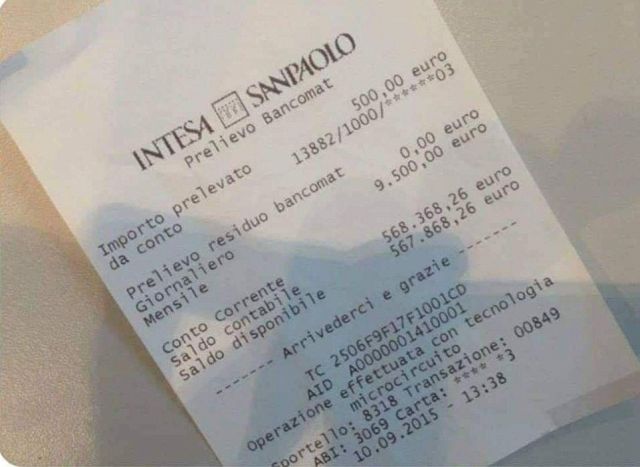 INTESA SANPAOLO
Prelievo Bancomat
Importo prelevato 500,00 euro
da conto 13882/1000/******03
Prelievo residuo bancomat
Giornaliero 0,00 euro
Mensile 9.500,00 euro
Conto Corrente
Saldo contabile 568.368,26 euro
Saldo disponibile 567.868,26 euro
------- Arrivederci e grazie -------
TC 2506F9F17F1001CD
AID A0000001410001
Operazione effettuata con tecnologia
microcircuito
Sportello: 8318 Transazione: 00849
ABI: 3069 Carta: **** *3
10.09.2015 - 13:38